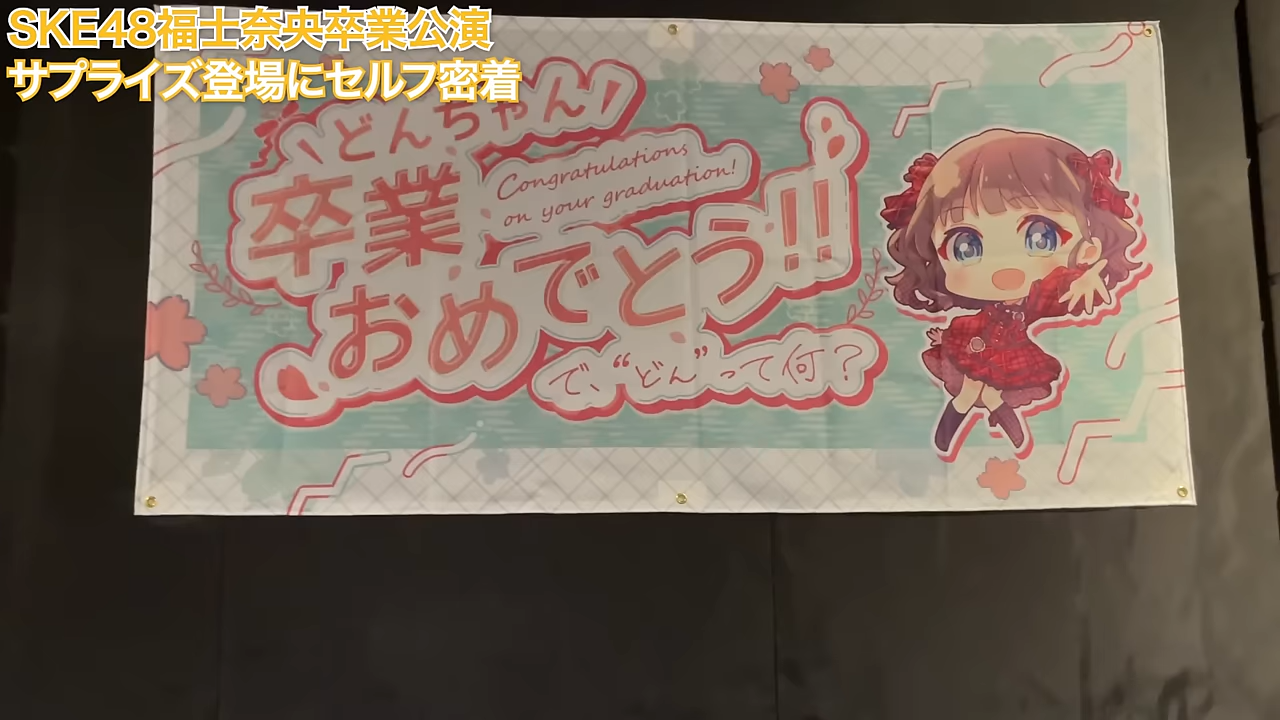 SKE48福士奈央卒業公演
サプライズ登場にセルフ密着
どんちゃん!
卒業
Congratulations
on your graduation!
おめでとう!!
で、“どん”って何?